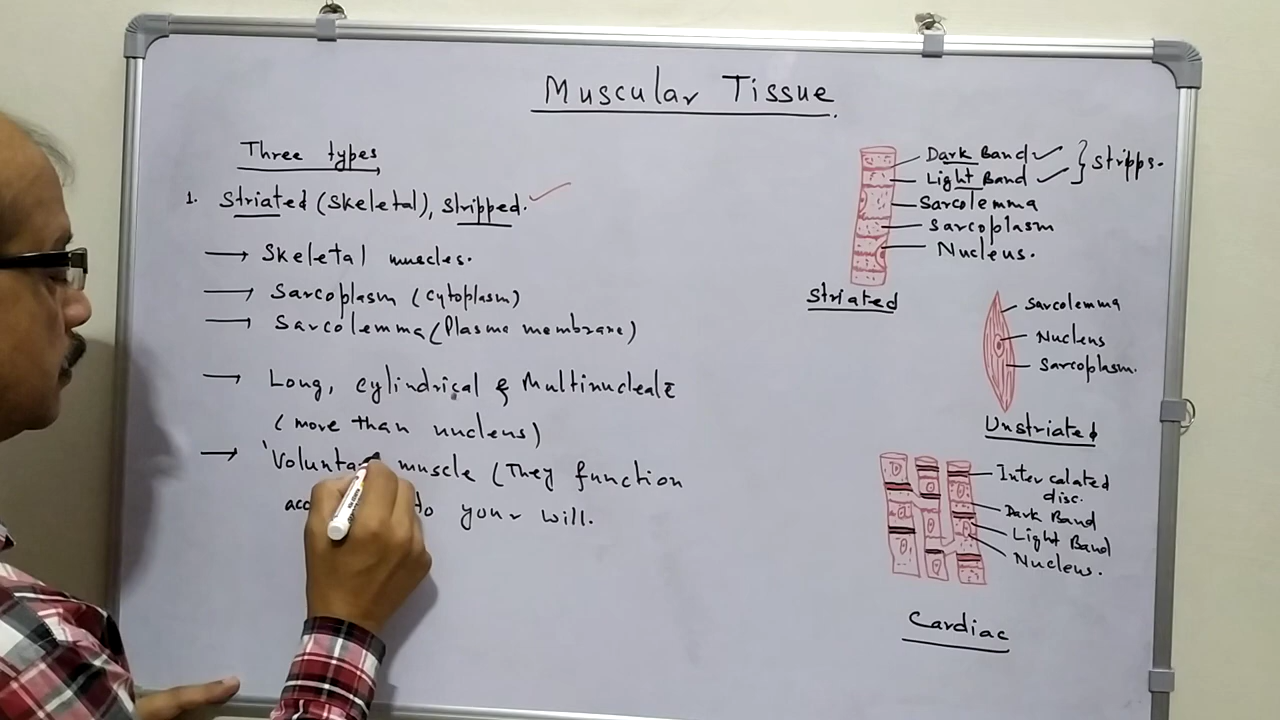 Muscular Tissue.
Three types
1. Striated (Skeletal), Stripped.
→ Skeletal muscles.
→ Sarcoplasm (cytoplasm)
→ Sarcolemma (Plasma membrane)
→ Long, cylindrical & Multinucleate
(more than nucleus)
→ muscle (They function
to your will.
Dark Band
Light Band
} Stripps.
Sarcolemma
Sarcoplasm
Nucleus.
Striated
Sarcolemma
Nucleus
Sarcoplasm.
Unstriated
Intercalated
disc.
Dark Band
Light Band
Nucleus.
Cardiac